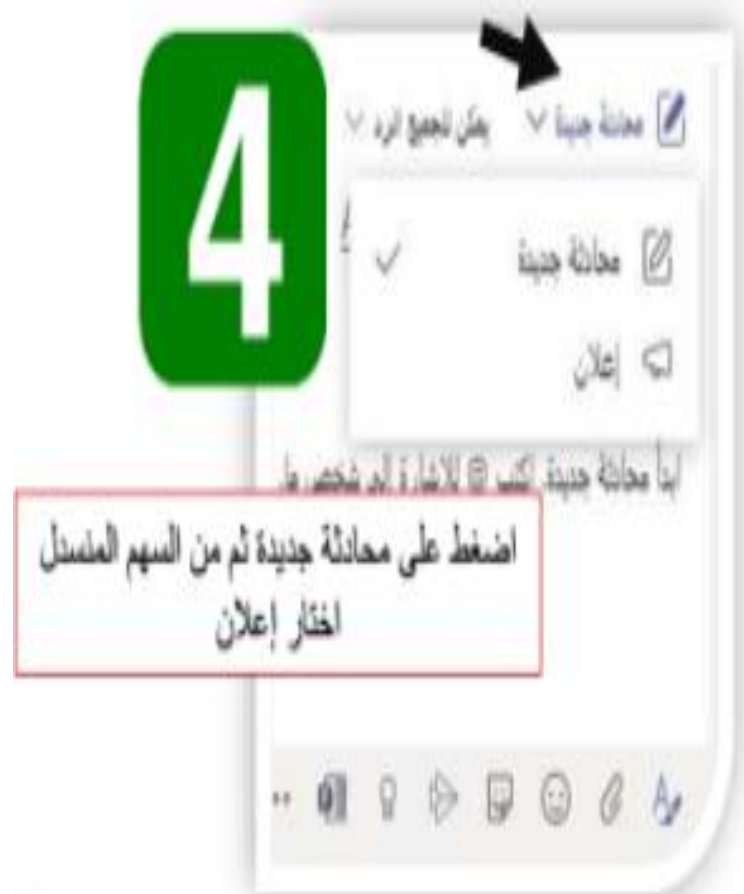 4
محادثة جديدة
يمكن للجميع الرد
محادثة جديدة
إعلان
ابدأ محادثة جديدة. اكتب @ للإشارة إلى شخص ما.
اضغط على محادثة جديدة ثم من السهم المنسدل
اختار إعلان